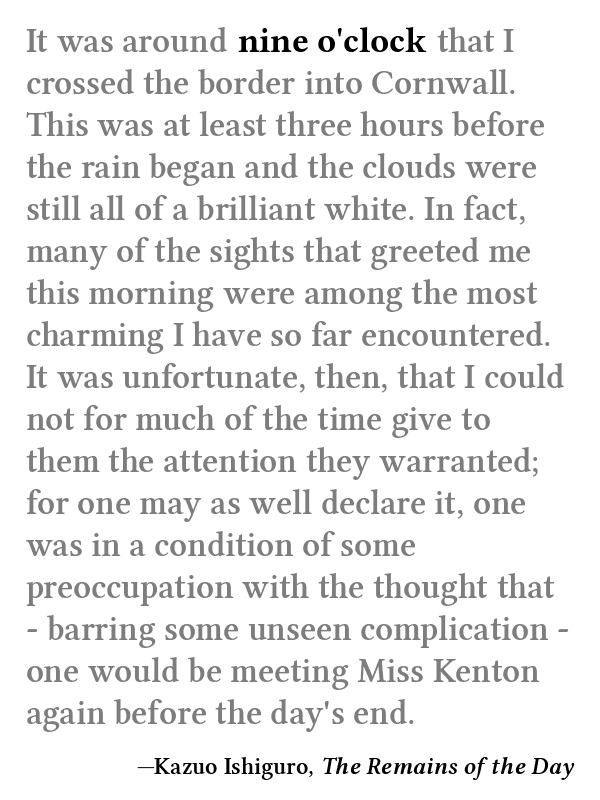 It was around nine o'clock that I
crossed the border into Cornwall.
This was at least three hours before
the rain began and the clouds were
still all of a brilliant white. In fact,
many of the sights that greeted me
this morning were among the most
charming I have so far encountered.
It was unfortunate, then, that I could
not for much of the time give to
them the attention they warranted;
for one may as well declare it, one
was in a condition of some
preoccupation with the thought that
- barring some unseen complication -
one would be meeting Miss Kenton
again before the day's end.
—Kazuo Ishiguro, The Remains of the Day